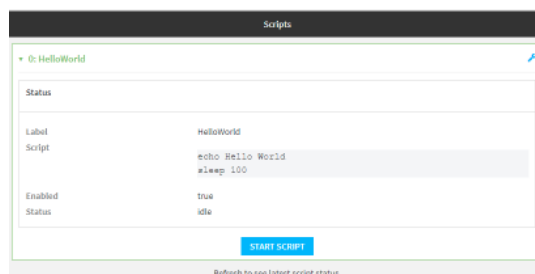 Scripts
0: HelloWorld
Status
Label HelloWorld
Script echo Hello World
sleep 100
Enabled true
Status idle
START SCRIPT
Refresh to see latest script status